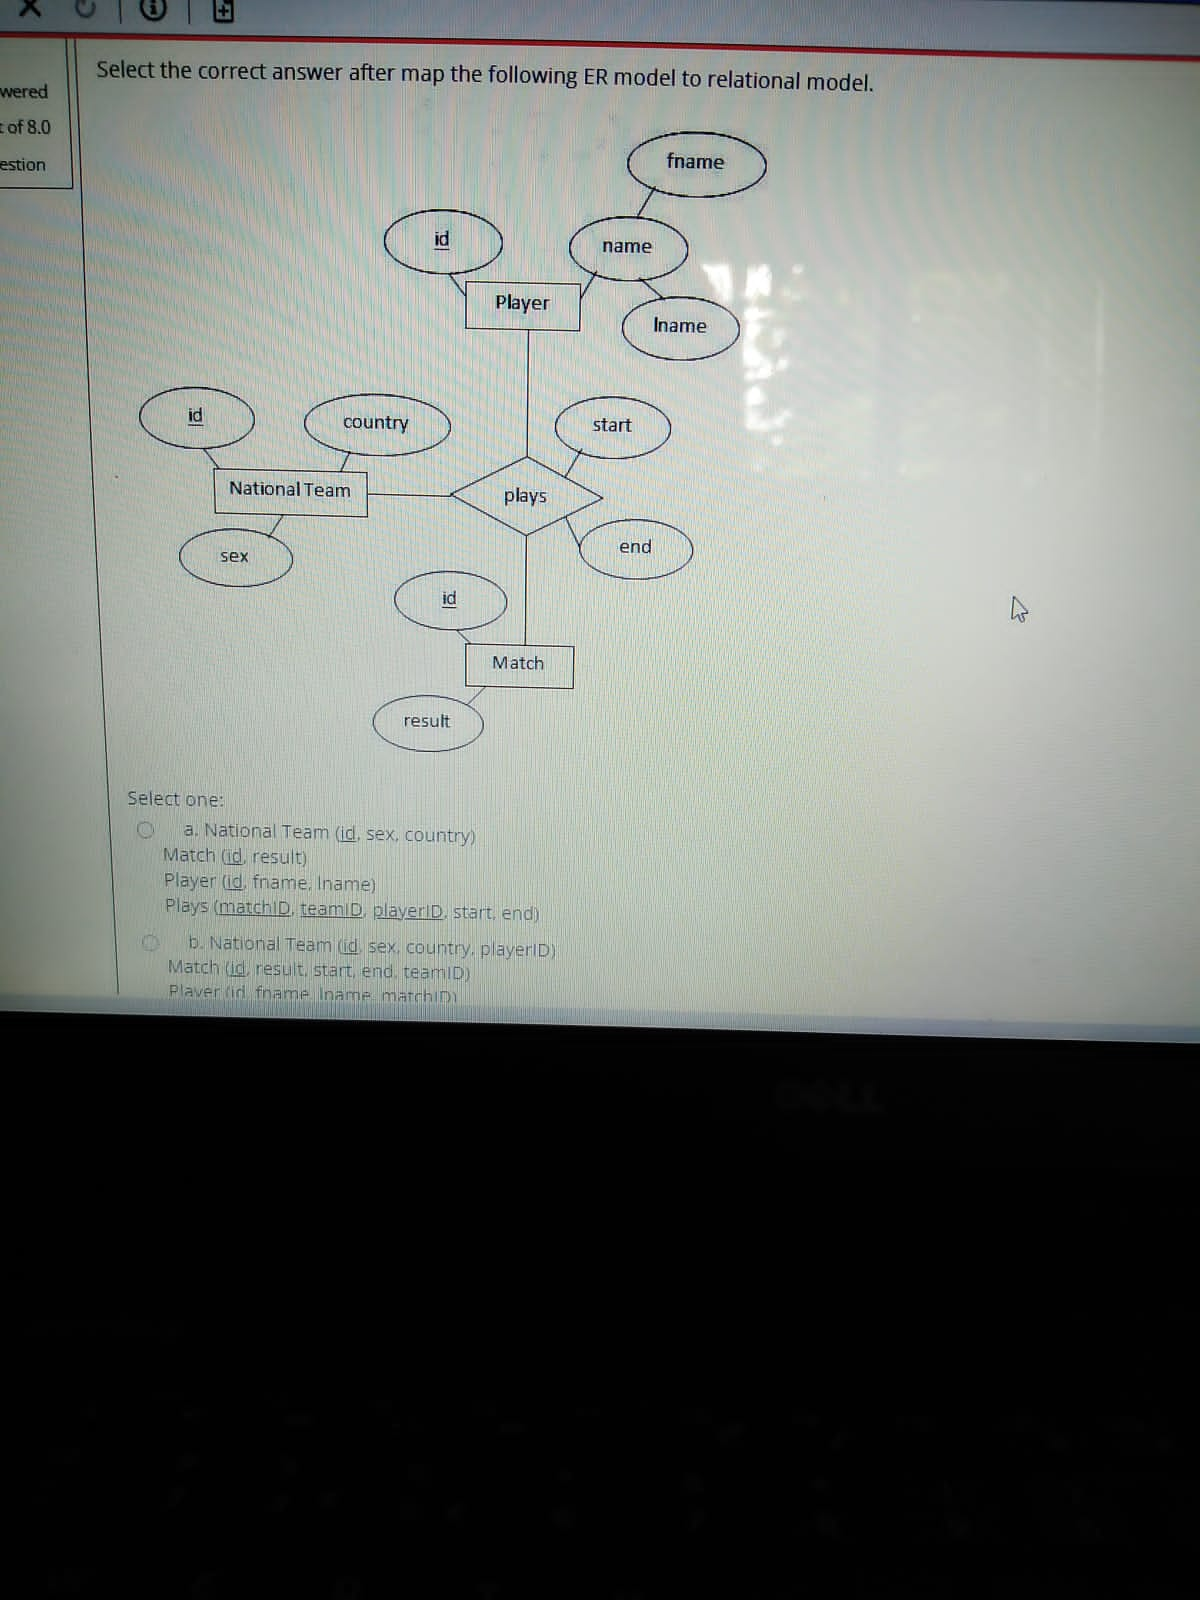 Select the correct answer after map the following ER model to relational model.
wered
of 8.0
estion
fname
id
name
Player
lname
id
country
start
National Team
plays
sex
end
id
Match
result
Select one:
a. National Team (id, sex, country)
Match (id, result)
Player (id, fname, lname)
Plays (matchID, teamID, playerID, start, end)
b. National Team (id, sex, country, playerID)
Match (id, result, start, end, teamID)
Player (id, fname, lname, matchID)
DELL